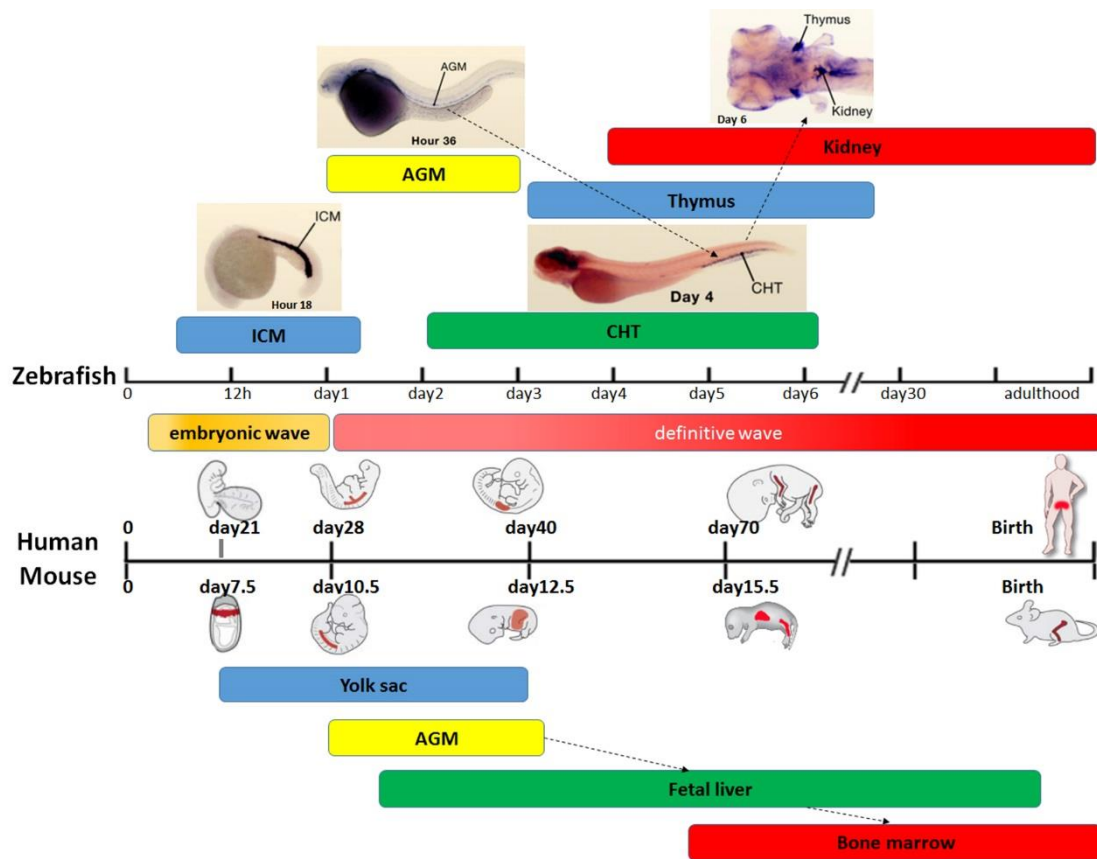 Thymus
AGM
Kidney
Hour 36
Day 6
Kidney
AGM
Thymus
ICM
CHT
Hour 18
Day 4
ICM
CHT
Zebrafish
0 12h day1 day2 day3 day4 day5 day6 day30 adulthood
embryonic wave definitive wave
0 day21 day28 day40 day70 Birth
Human
Mouse
0 day7.5 day10.5 day12.5 day15.5 Birth
Yolk sac
AGM
Fetal liver
Bone marrow